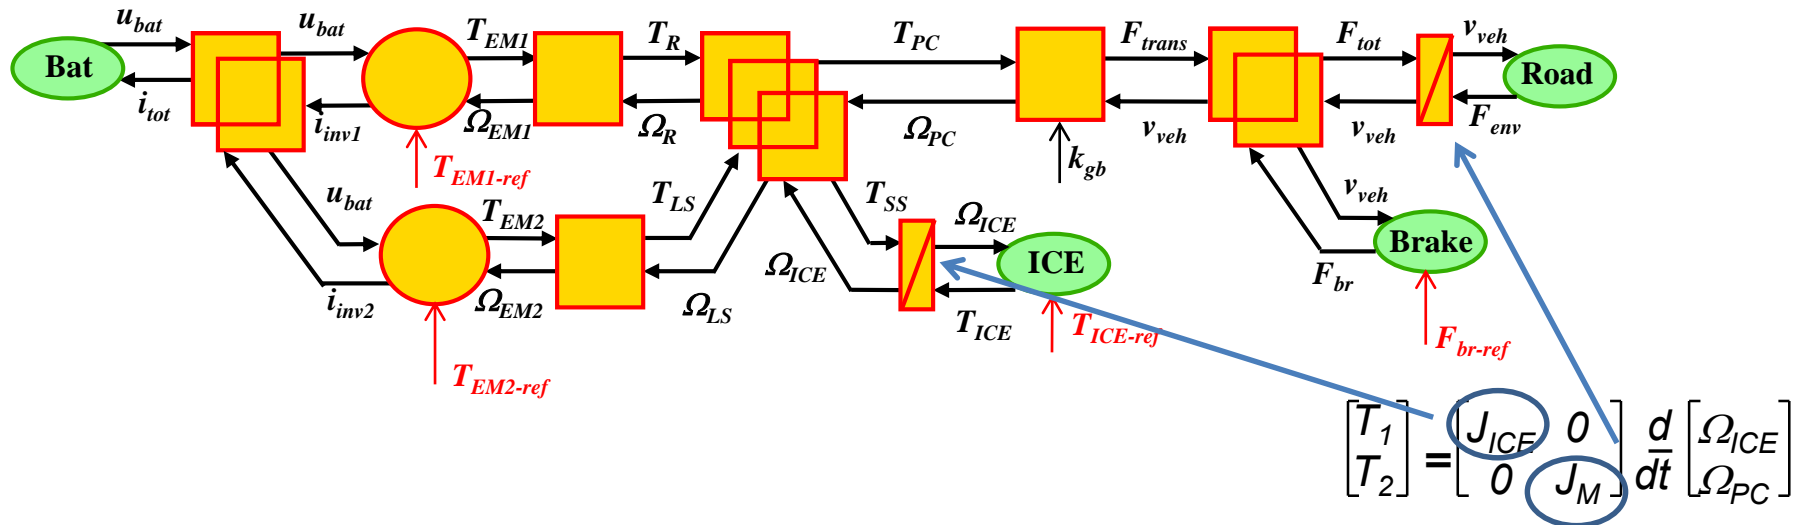 u_bat u_bat T_EM1 T_R T_PC F_trans F_tot v_veh
Bat Road
i_tot i_inv1 Ω_EM1 Ω_R Ω_PC v_veh v_veh F_env
T_EM1-ref k_gb
u_bat T_EM2 T_LS T_SS Ω_ICE v_veh
ICE Brake
i_inv2 Ω_EM2 Ω_LS Ω_ICE T_ICE F_br
T_EM2-ref T_ICE-ref F_br-ref
[T_1 T_2] = [J_ICE 0 0 J_M] d/dt [Ω_ICE Ω_PC]